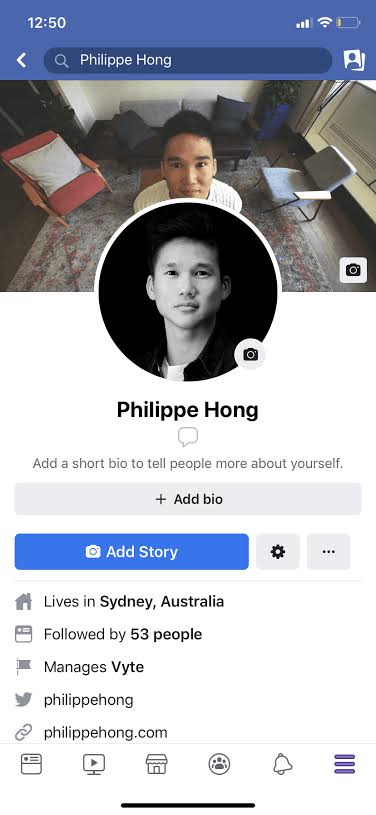 12:50
Philippe Hong
Philippe Hong
Add a short bio to tell people more about yourself.
+ Add bio
Add Story
Lives in Sydney, Australia
Followed by 53 people
Manages Vyte
philippehong
philippehong.com